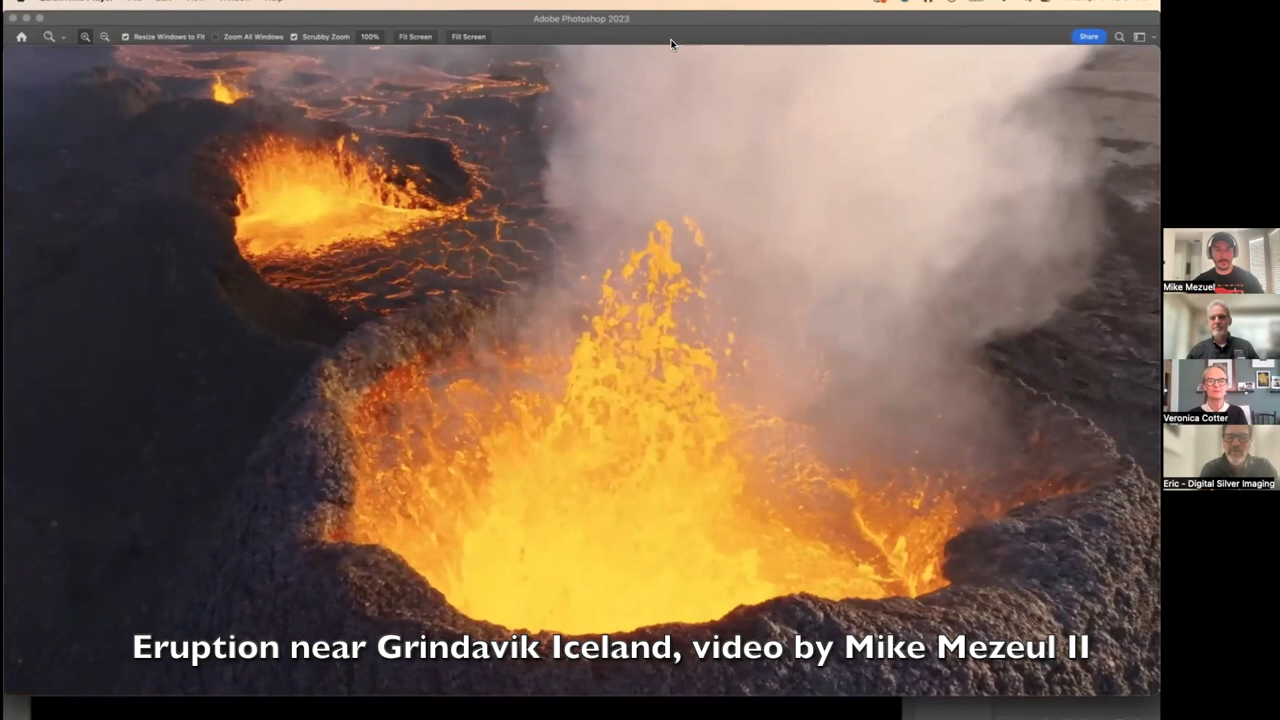 Adobe Photoshop 2023
Resize Windows to Fit
Zoom All Windows
Scrubby Zoom
100%
Fit Screen
Fill Screen
Share
Mike Mezuel
Veronica Cotter
Eric - Digital Silver Imaging
Eruption near Grindavik Iceland, video by Mike Mezeul II